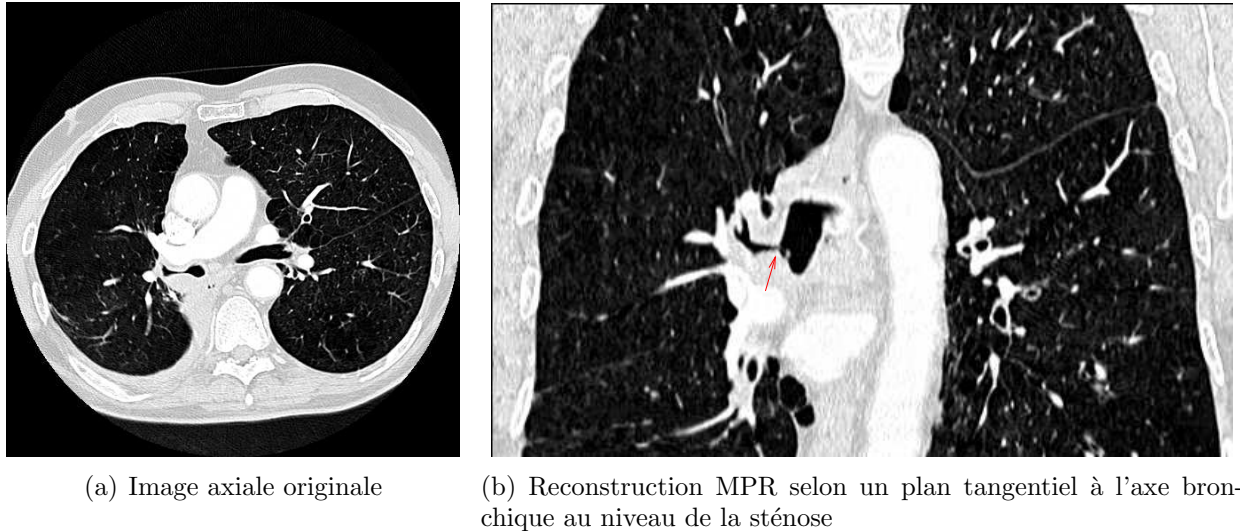 (a) Image axiale originale
(b) Reconstruction MPR selon un plan tangentiel à l'axe bron-
chique au niveau de la sténose